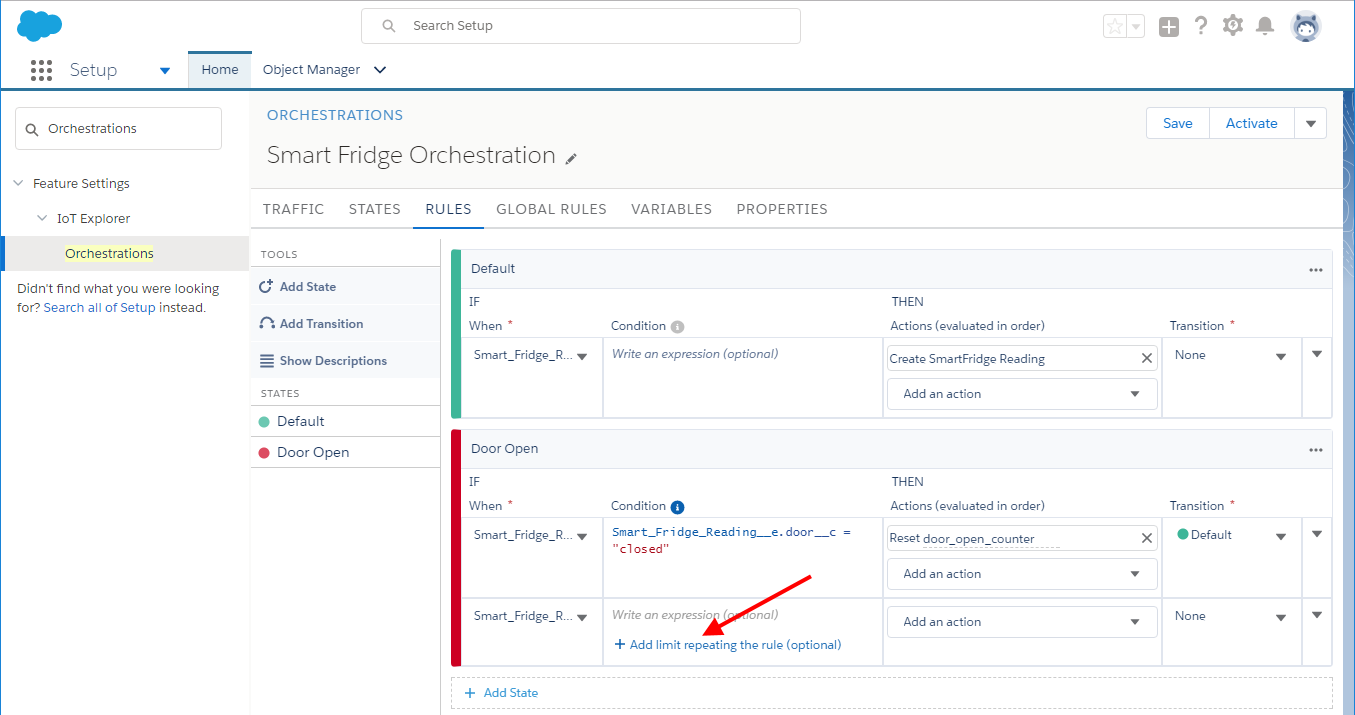 Search Setup
Setup
Home
Object Manager
Orchestrations
Feature Settings
IoT Explorer
Orchestrations
Didn't find what you were looking
for? Search all of Setup instead.
ORCHESTRATIONS
Smart Fridge Orchestration
Save
Activate
TRAFFIC
STATES
RULES
GLOBAL RULES
VARIABLES
PROPERTIES
TOOLS
Add State
Add Transition
Show Descriptions
STATES
Default
Door Open
Default
IF
THEN
When *
Condition
Actions (evaluated in order)
Transition *
Smart_Fridge_R...
Write an expression (optional)
Create SmartFridge Reading
None
Add an action
Door Open
IF
THEN
When *
Condition
Actions (evaluated in order)
Transition *
Smart_Fridge_R...
Smart_Fridge_Reading__e.door__c =
"closed"
Reset door_open_counter
Default
Add an action
Smart_Fridge_R...
Write an expression (optional)
+ Add limit repeating the rule (optional)
Add an action
None
+ Add State